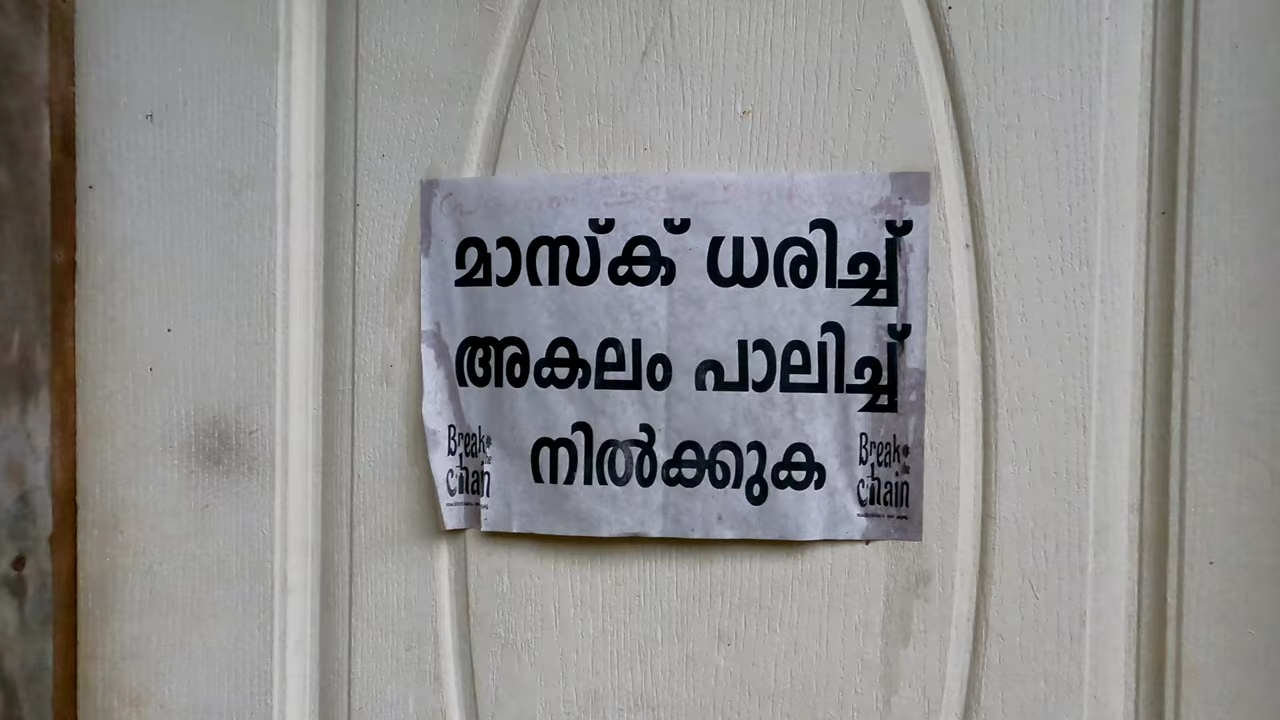 മാസ്ക് ധരിച്ച്
അകലം പാലിച്ച്
നിൽക്കുക
Break the chain
Break the chain